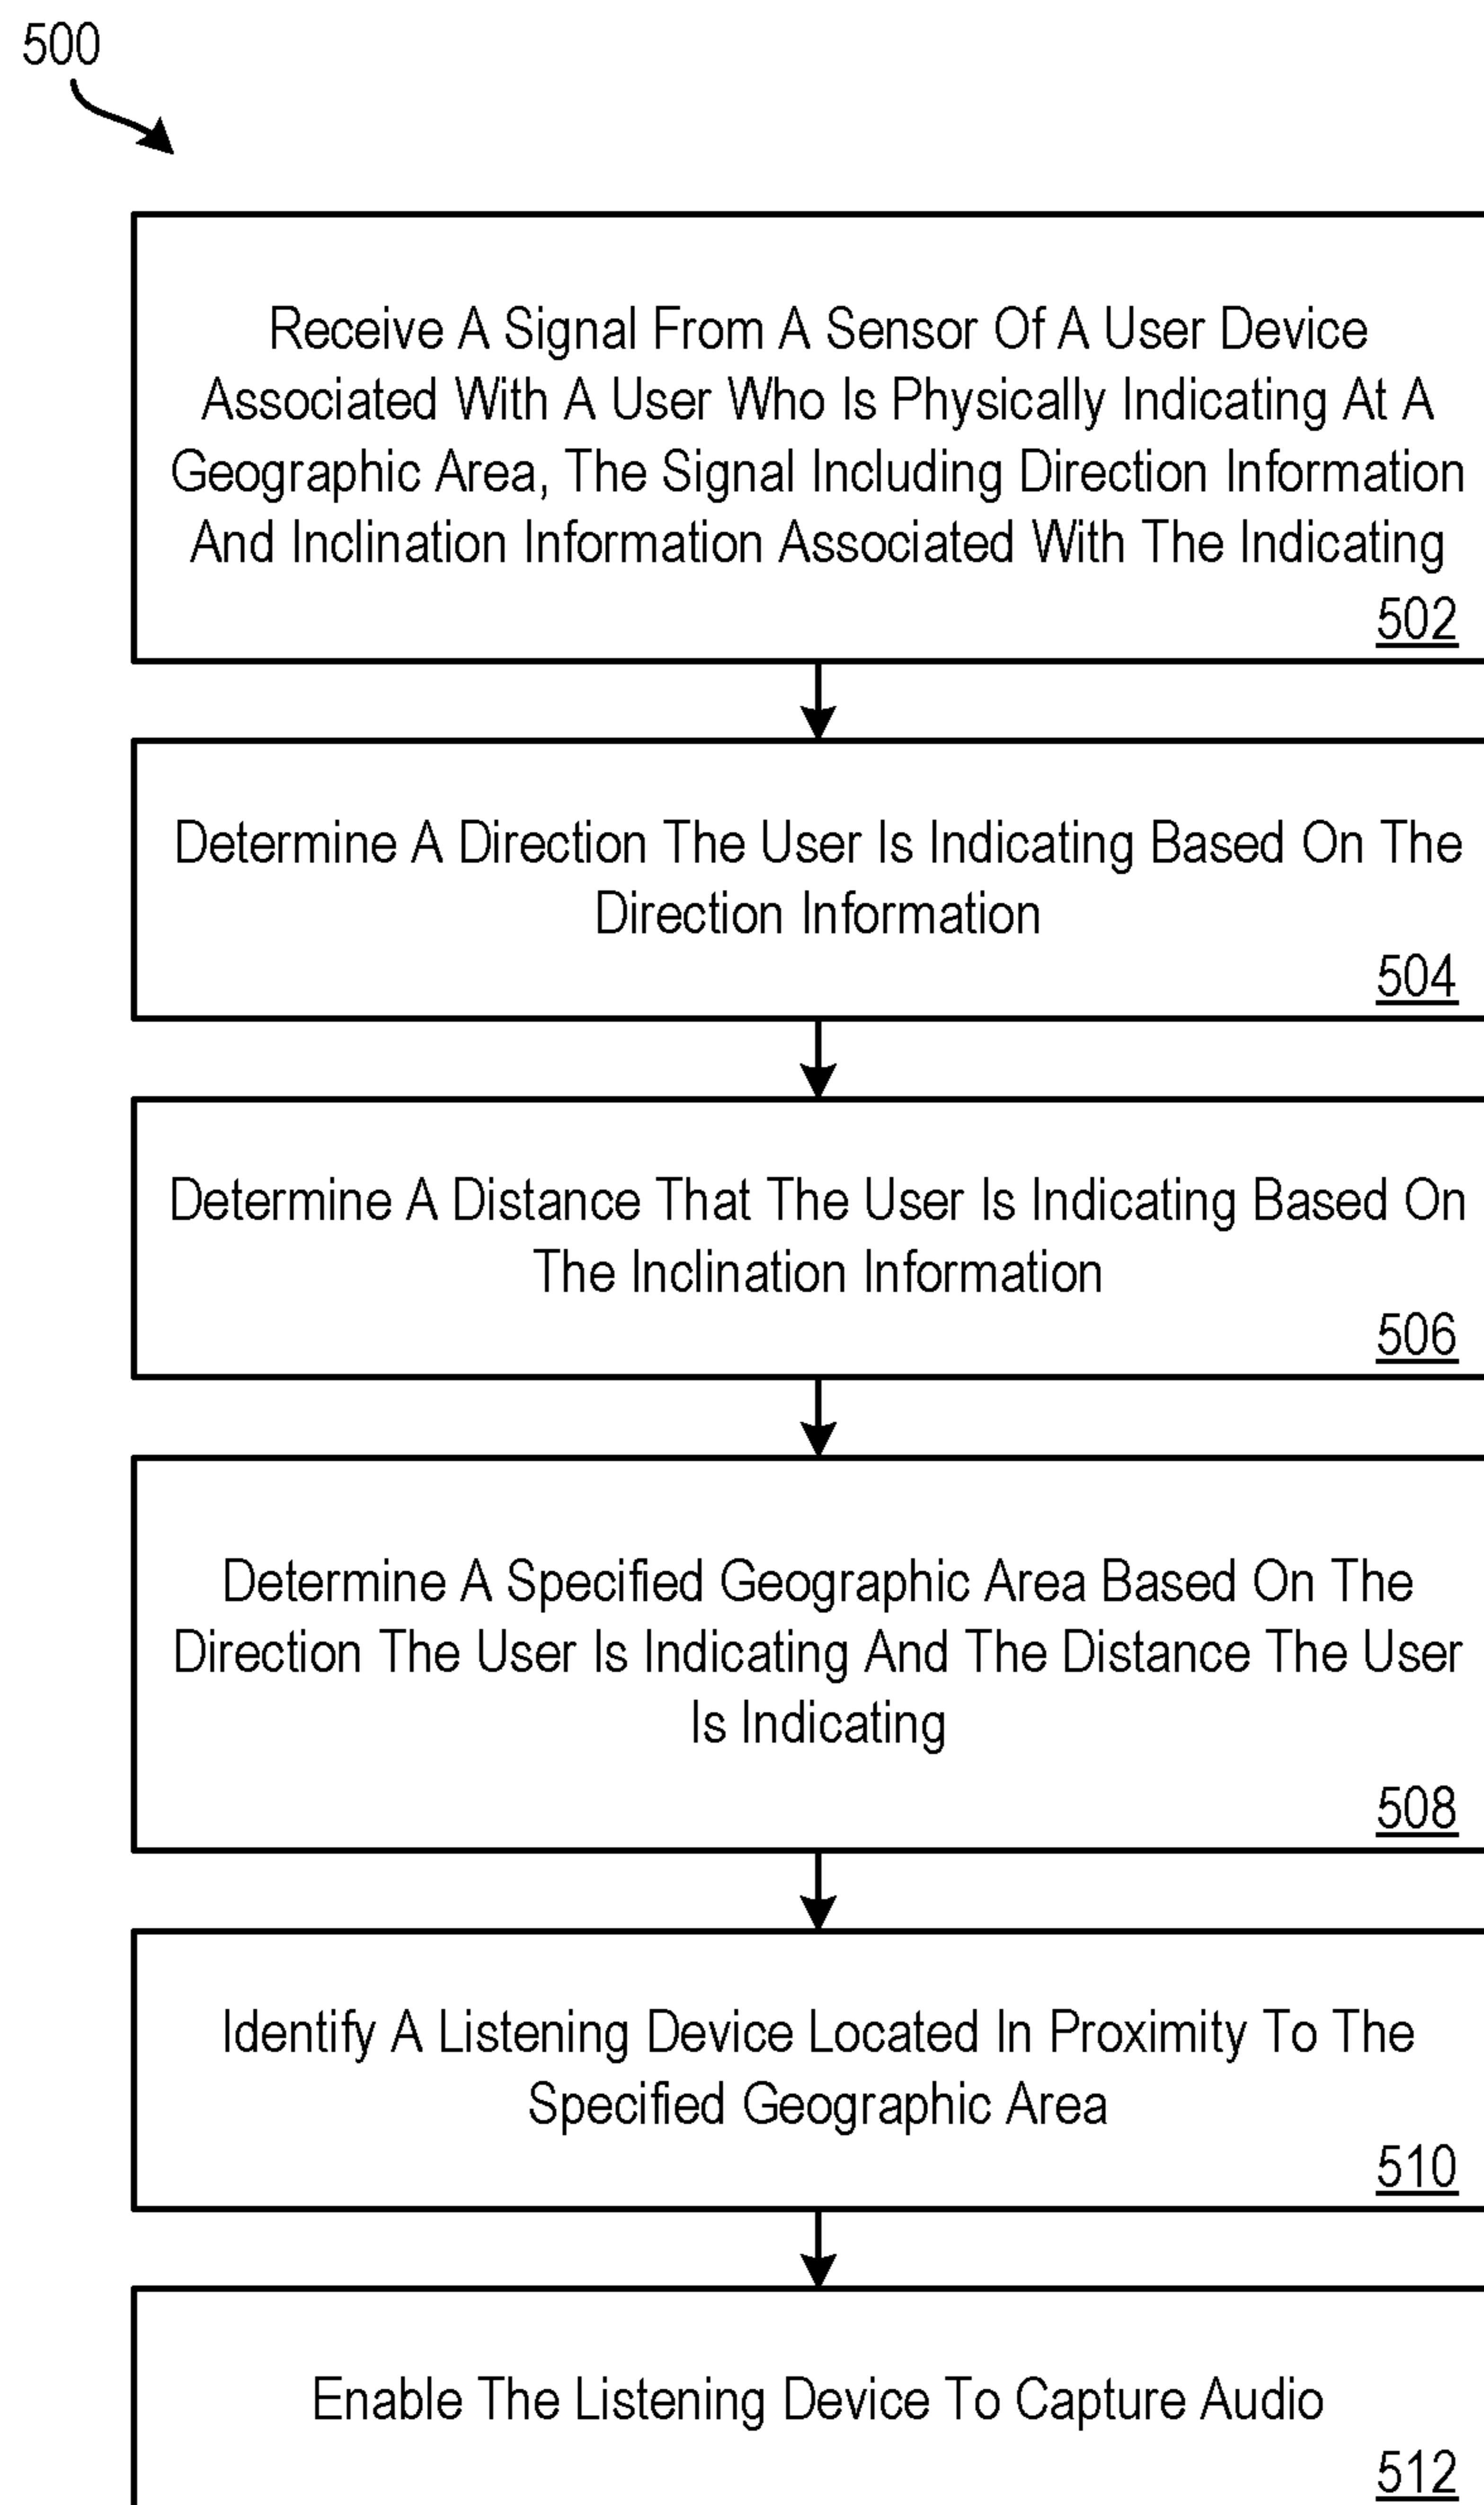 500
Receive A Signal From A Sensor Of A User Device
Associated With A User Who Is Physically Indicating At A
Geographic Area, The Signal Including Direction Information
And Inclination Information Associated With The Indicating
502
Determine A Direction The User Is Indicating Based On The
Direction Information
504
Determine A Distance That The User Is Indicating Based On
The Inclination Information
506
Determine A Specified Geographic Area Based On The
Direction The User Is Indicating And The Distance The User
Is Indicating
508
Identify A Listening Device Located In Proximity To The
Specified Geographic Area
510
Enable The Listening Device To Capture Audio
512